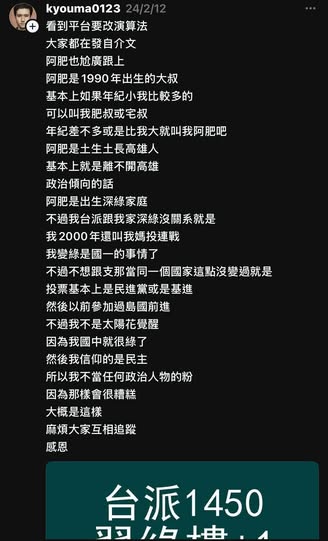 kyouma0123 24/2/12
看到平台要改演算法
大家都在發自介文
阿肥也尬廣跟上
阿肥是1990年出生的大叔
基本上如果年紀小我比較多的
可以叫我肥叔或宅叔
年紀差不多或是比我大就叫我阿肥吧
阿肥是土生土長高雄人
基本上就是離不開高雄
政治傾向的話
阿肥是出生深綠家庭
不過我台派跟我家深綠沒關系就是
我2000年還叫我媽投連戰
我變綠是國一的事情了
不過不想跟支那當同一個國家這點沒變過就是
投票基本上是民進黨或是基進
然後以前參加過島國前進
不過我不是太陽花覺醒
因為我國中就很綠了
然後我信仰的是民主
所以我不當任何政治人物的粉
因為那樣會很糟糕
大概是這樣
麻煩大家互相追蹤
感恩
台派1450